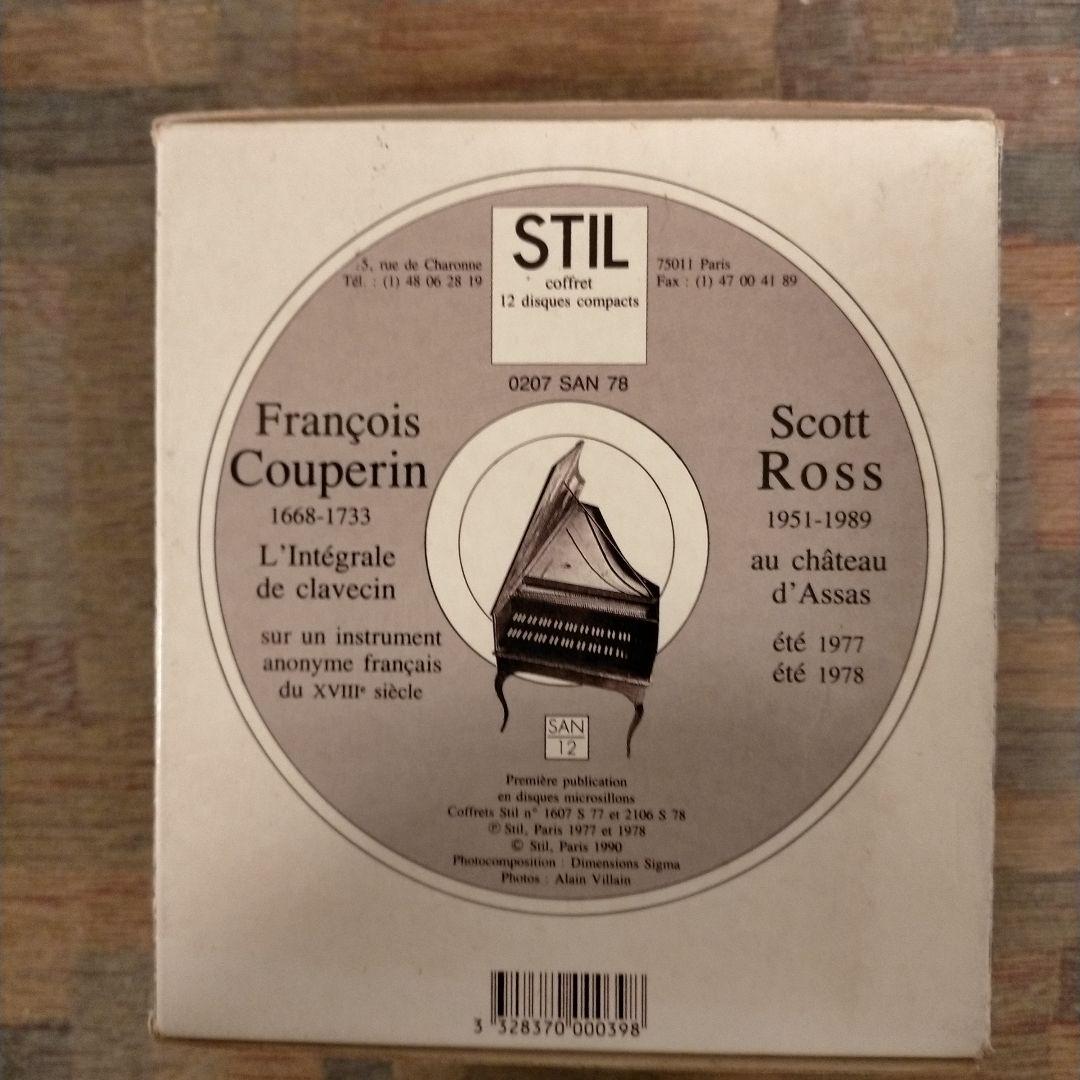 STIL
coffret
12 disques compacts
5, rue de Charonne
Tél. : (1) 48 06 28 19
75011 Paris
Fax : (1) 47 00 41 89
0207 SAN 78
François
Couperin
1668-1733
L'Intégrale
de clavecin
sur un instrument
anonyme français
du XVIIIe siècle
Scott
Ross
1951-1989
au château
d'Assas
été 1977
été 1978
SAN
12
Première publication
en disques microsillons
Coffrets Stil n° 1607 S 77 et 2106 S 78
℗ Stil, Paris 1977 et 1978
© Stil, Paris 1990
Photocomposition : Dimensions Sigma
Photos : Alain Villain
3 328370 000398